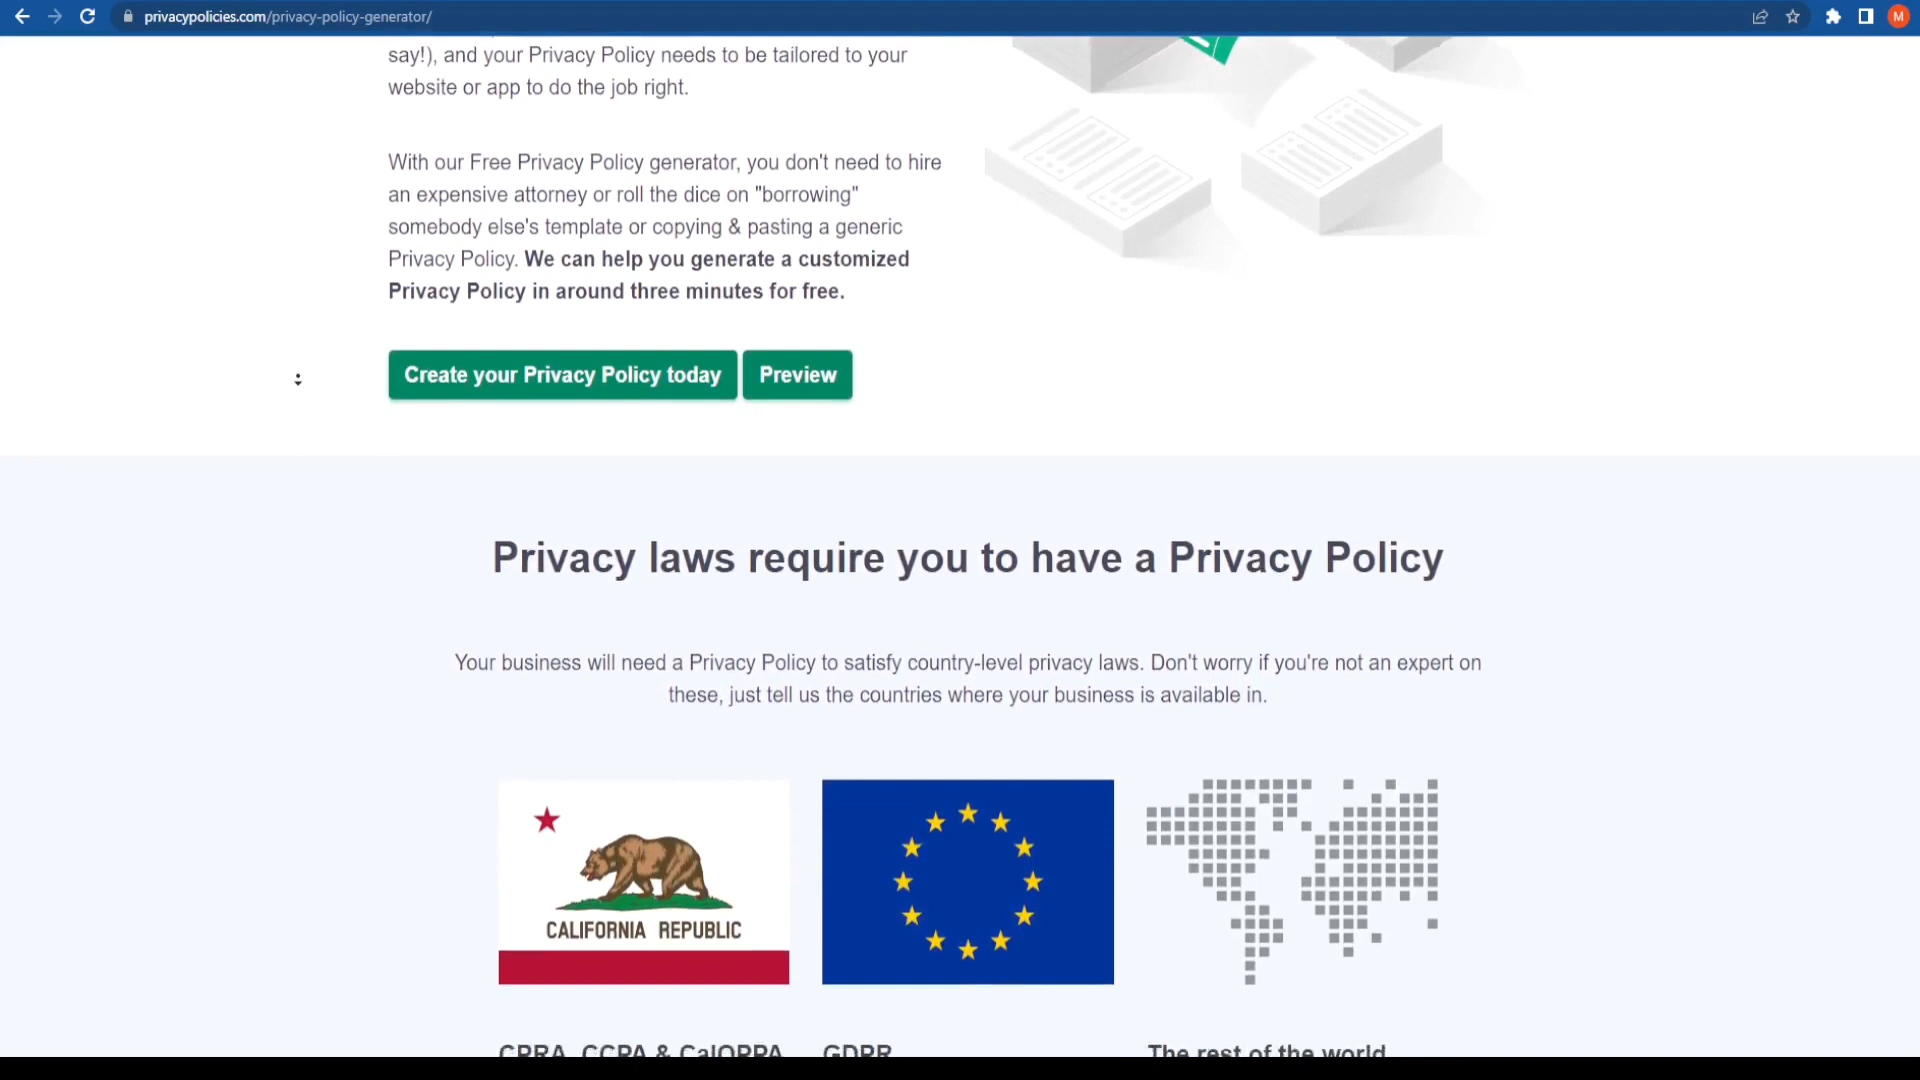 privacypolicies.com/privacy-policy-generator/
M
say!), and your Privacy Policy needs to be tailored to your
website or app to do the job right.
With our Free Privacy Policy generator, you don't need to hire
an expensive attorney or roll the dice on "borrowing"
somebody else's template or copying & pasting a generic
Privacy Policy. We can help you generate a customized
Privacy Policy in around three minutes for free.
Create your Privacy Policy today
Preview
Privacy laws require you to have a Privacy Policy
Your business will need a Privacy Policy to satisfy country-level privacy laws. Don't worry if you're not an expert on
these, just tell us the countries where your business is available in.
CALIFORNIA REPUBLIC
CPRA, CCPA & CalOPPA
GDPR
The rest of the world